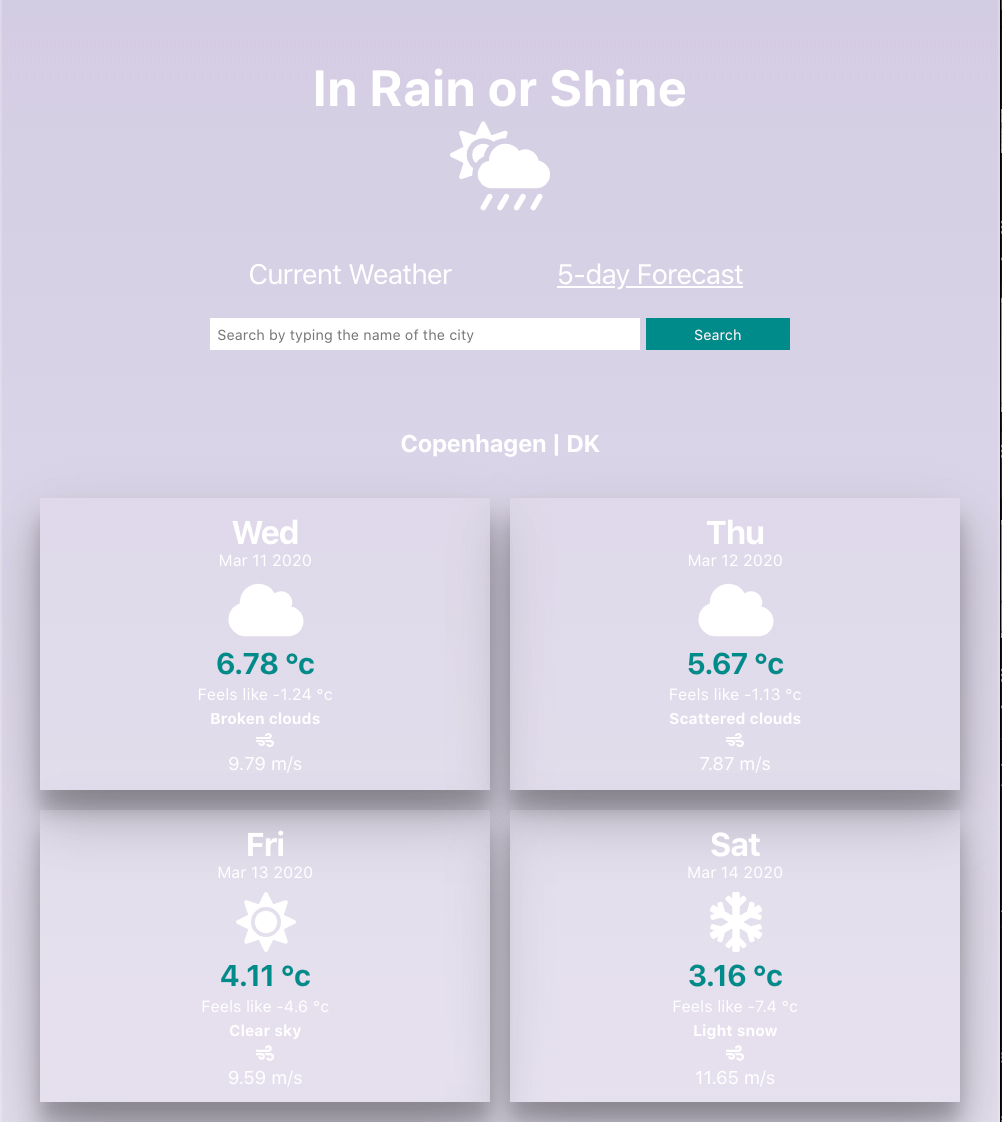 In Rain or Shine
Current Weather 5-day Forecast
Search by typing the name of the city Search
Copenhagen | DK
Wed
Mar 11 2020
6.78 °c
Feels like -1.24 °c
Broken clouds
9.79 m/s
Thu
Mar 12 2020
5.67 °c
Feels like -1.13 °c
Scattered clouds
7.87 m/s
Fri
Mar 13 2020
4.11 °c
Feels like -4.6 °c
Clear sky
9.59 m/s
Sat
Mar 14 2020
3.16 °c
Feels like -7.4 °c
Light snow
11.65 m/s